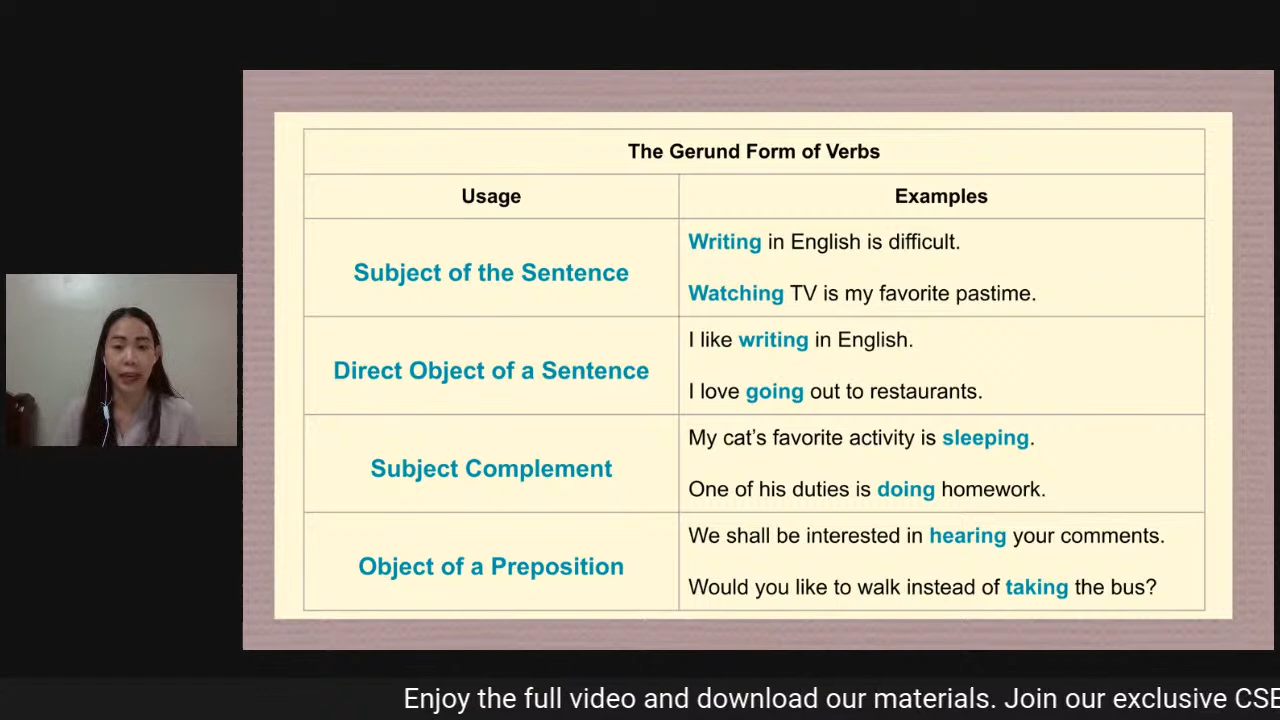 The Gerund Form of Verbs
Usage
Examples
Subject of the Sentence
Writing in English is difficult.
Watching TV is my favorite pastime.
Direct Object of a Sentence
I like writing in English.
I love going out to restaurants.
Subject Complement
My cat's favorite activity is sleeping.
One of his duties is doing homework.
Object of a Preposition
We shall be interested in hearing your comments.
Would you like to walk instead of taking the bus?
Enjoy the full video and download our materials. Join our exclusive CSE